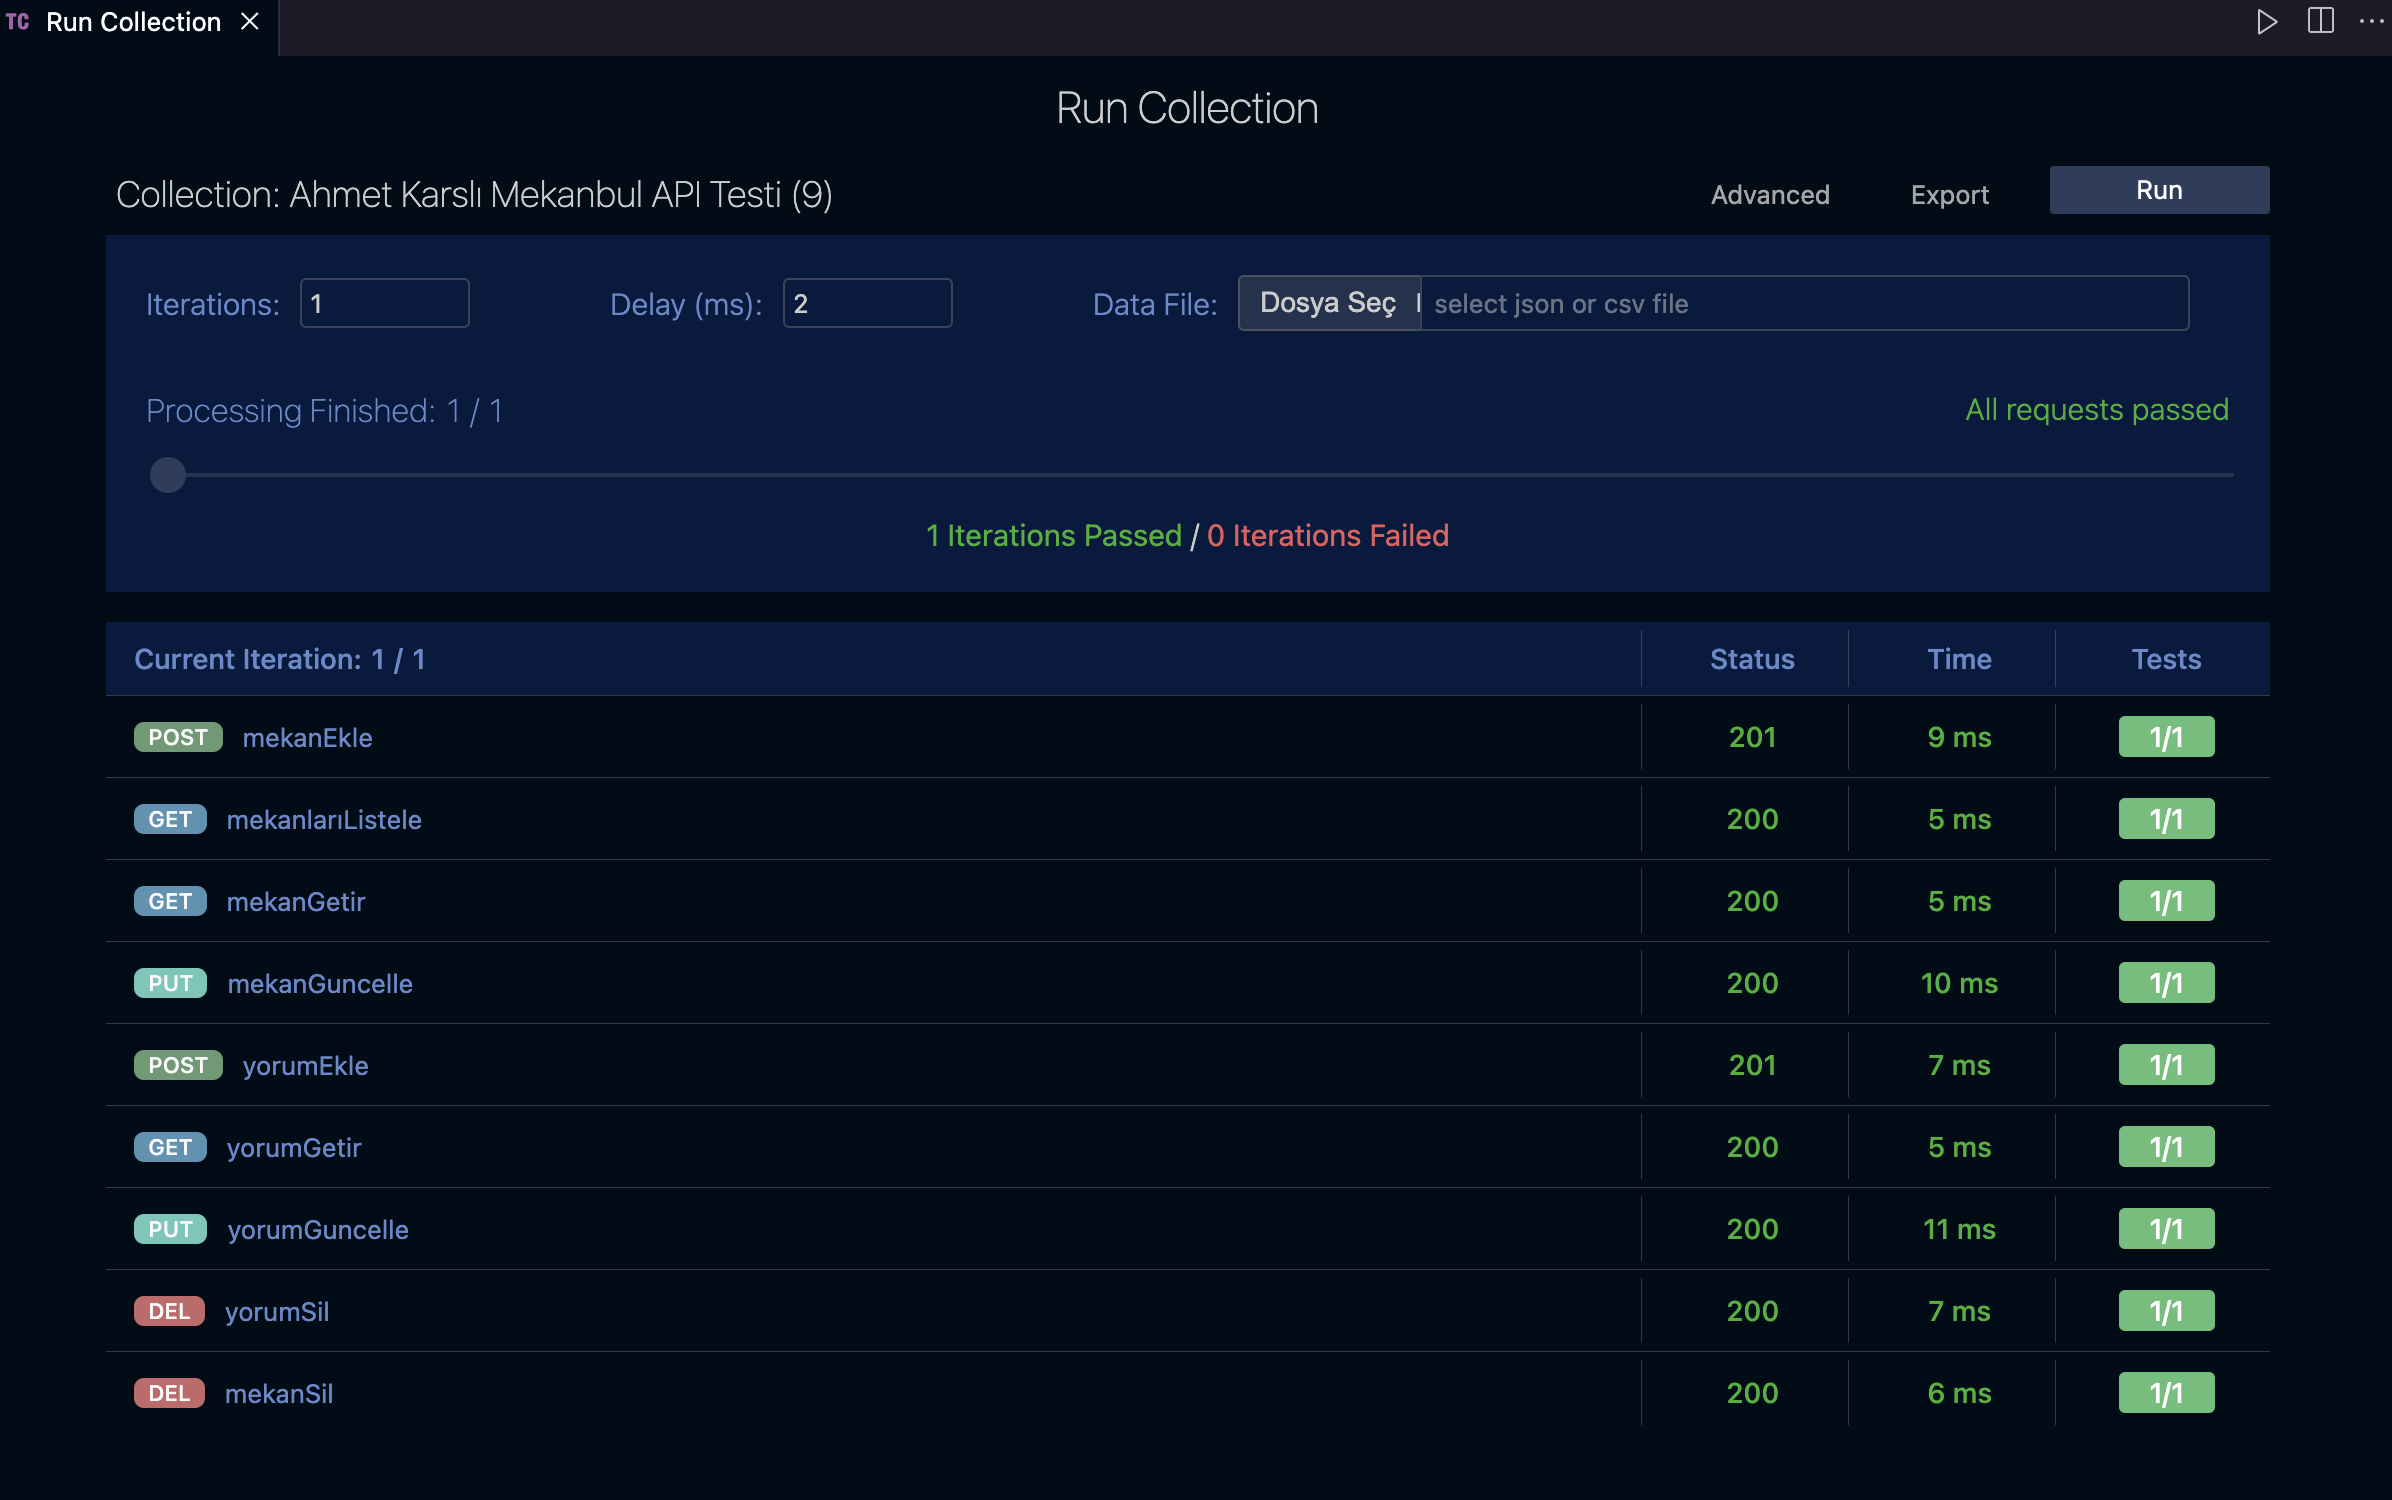 TC Run Collection
Run Collection
Collection: Ahmet Karslı Mekanbul API Testi (9)
Advanced Export Run
Iterations: 1 Delay (ms): 2 Data File: Dosya Seç select json or csv file
Processing Finished: 1 / 1 All requests passed
1 Iterations Passed / 0 Iterations Failed
Current Iteration: 1 / 1 Status Time Tests
POST mekanEkle 201 9 ms 1/1
GET mekanlarıListele 200 5 ms 1/1
GET mekanGetir 200 5 ms 1/1
PUT mekanGuncelle 200 10 ms 1/1
POST yorumEkle 201 7 ms 1/1
GET yorumGetir 200 5 ms 1/1
PUT yorumGuncelle 200 11 ms 1/1
DEL yorumSil 200 7 ms 1/1
DEL mekanSil 200 6 ms 1/1